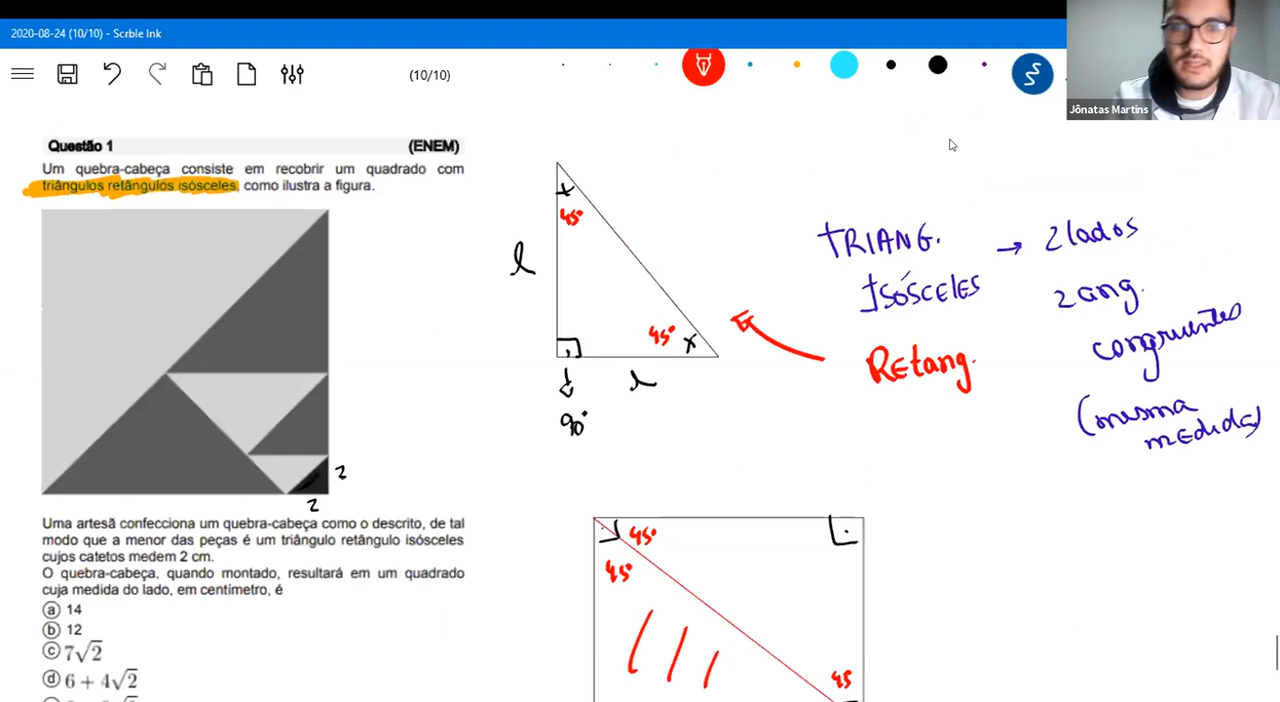 2020-08-24 (10/10) - Scrble Ink
(10/10)
Jônatas Martins
Questão 1 (ENEM)
Um quebra-cabeça consiste em recobrir um quadrado com
triângulos retângulos isósceles, como ilustra a figura.
2
2
Uma artesã confecciona um quebra-cabeça como o descrito, de tal
modo que a menor das peças é um triângulo retângulo isósceles
cujos catetos medem 2 cm.
O quebra-cabeça, quando montado, resultará em um quadrado
cuja medida do lado, em centímetro, é
a 14
b 12
c 7√2
d 6 + 4√2
x
45°
l
45° x
l
90°
TRIANG. → 2 lados
ISÓSCELES 2 ang.
congruentes
REtang.
(mesma
mEdida)
45°
45°
45